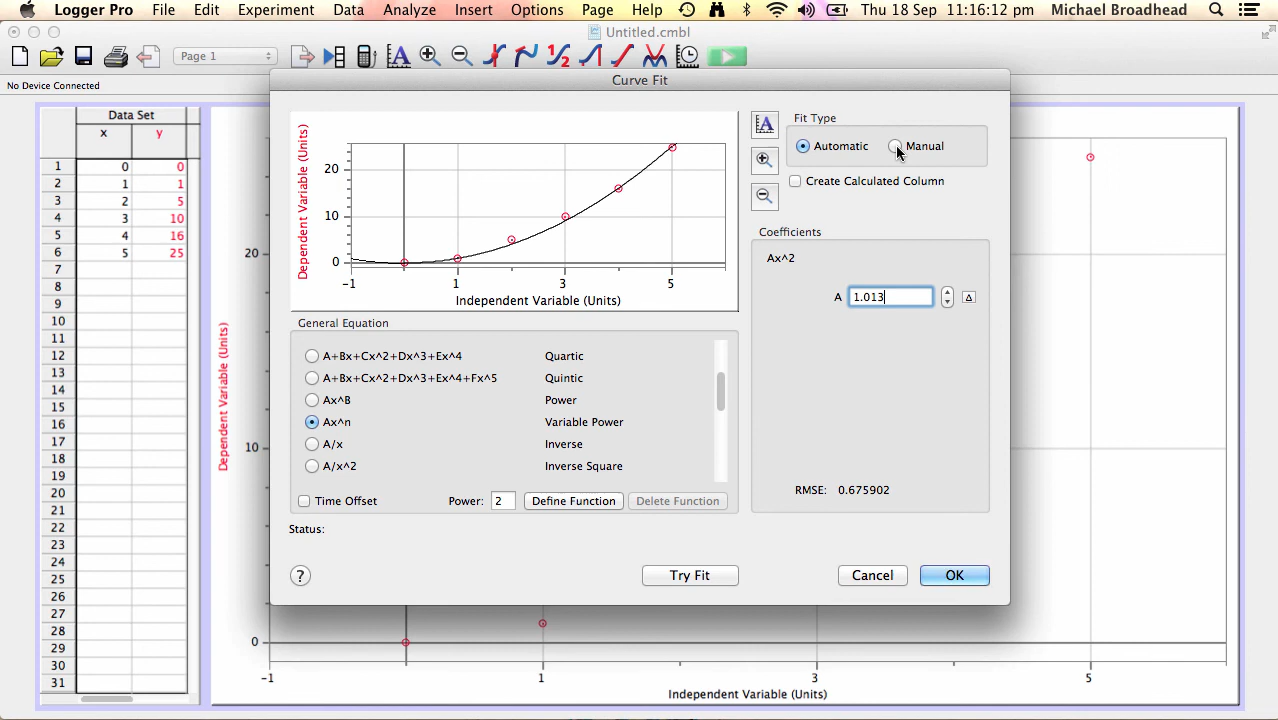 Logger Pro File Edit Experiment Data Analyze Insert Options Page Help Thu 18 Sep 11:16:12 pm Michael Broadhead
Untitled.cmbl
Page 1
No Device Connected
Curve Fit
Data Set
x y
1 0 0
2 1 1
3 2 5
4 3 10
5 4 16
6 5 25
7
8
9
10
11
12
13
14
15
16
17
18
19
20
21
22
23
24
25
26
27
28
29
30
31
Dependent Variable (Units)
20
10
0
-1 1 3 5
Independent Variable (Units)
Dependent Variable (Units)
20
10
0
-1 1 3 5
Independent Variable (Units)
General Equation
A+Bx+Cx^2+Dx^3+Ex^4 Quartic
A+Bx+Cx^2+Dx^3+Ex^4+Fx^5 Quintic
Ax^B Power
Ax^n Variable Power
A/x Inverse
A/x^2 Inverse Square
Time Offset Power: 2 Define Function Delete Function
Status:
? Try Fit Cancel OK
Fit Type
Automatic Manual
Create Calculated Column
Coefficients
Ax^2
A 1.013 Δ
RMSE: 0.675902